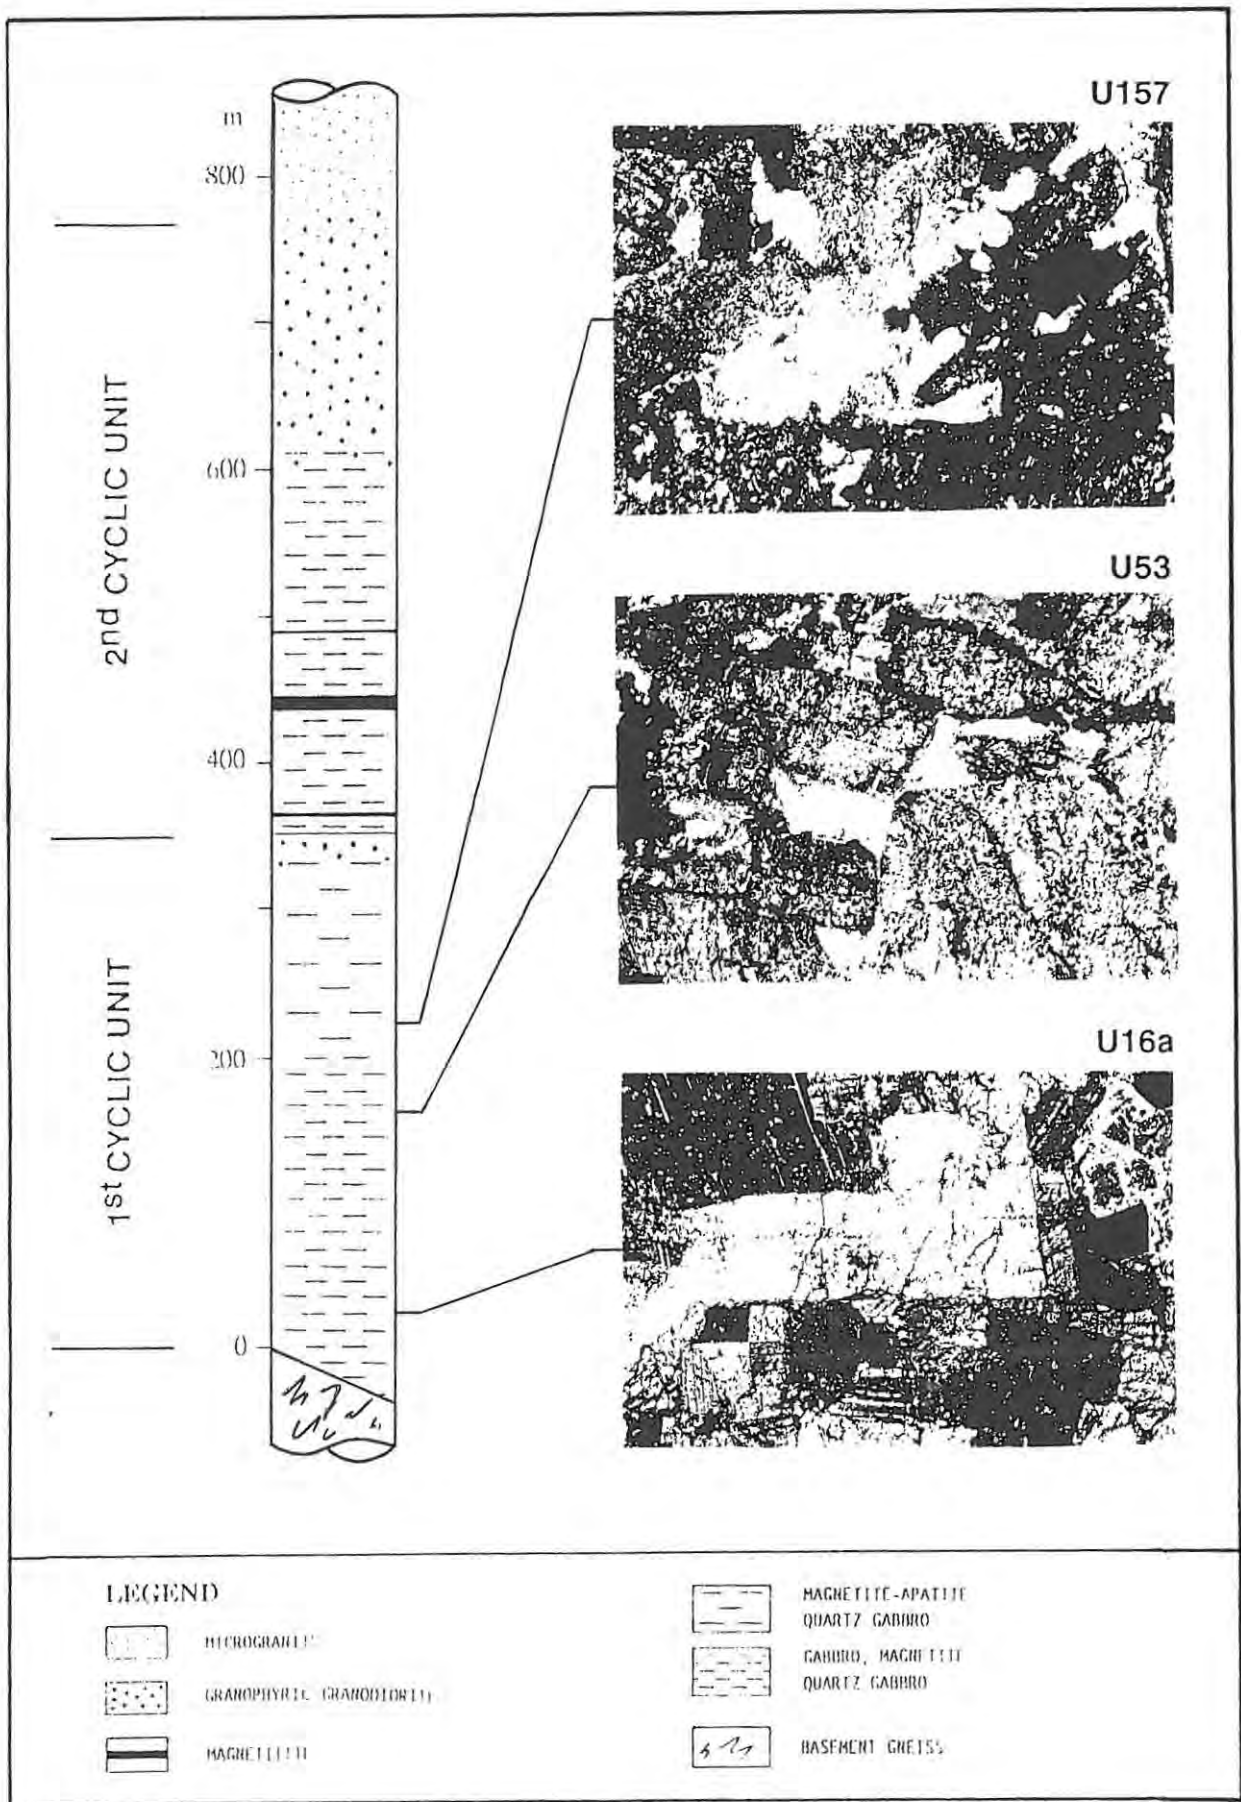 U157
m
800
2nd CYCLIC UNIT
600
U53
400
1st CYCLIC UNIT
U16a
200
0
LEGEND
MAGNETITE-APATITE
QUARTZ GABBRO
GABBRO, MAGNETITE
QUARTZ GABBRO
GRANOPHYRIC GRANODIORITE
MAGNETITITE
BASEMENT GNEISS